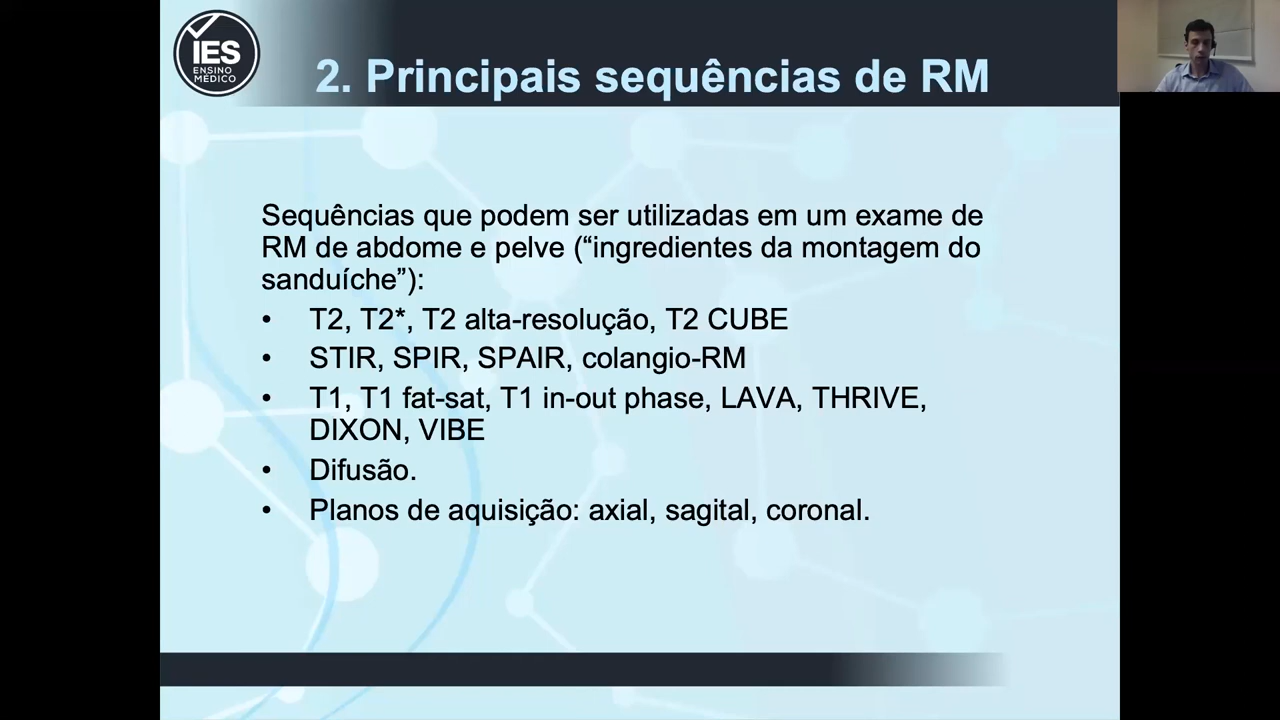 IES
ENSINO
MÉDICO
2. Principais sequências de RM
Sequências que podem ser utilizadas em um exame de
RM de abdome e pelve (“ingredientes da montagem do
sanduíche”):
• T2, T2*, T2 alta-resolução, T2 CUBE
• STIR, SPIR, SPAIR, colangio-RM
• T1, T1 fat-sat, T1 in-out phase, LAVA, THRIVE,
DIXON, VIBE
• Difusão.
• Planos de aquisição: axial, sagital, coronal.